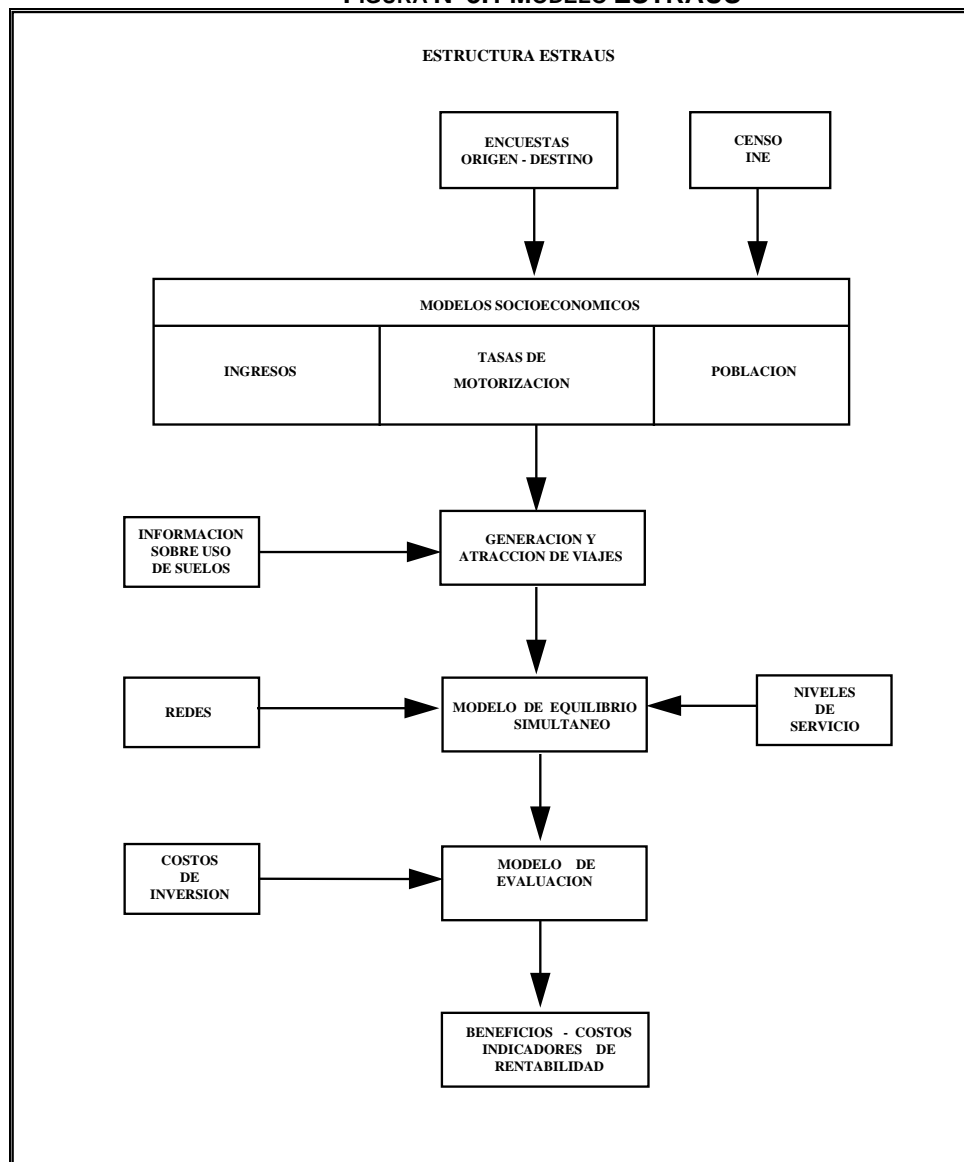 ESTRUCTURA ESTRAUS
ENCUESTAS
ORIGEN - DESTINO
CENSO
INE
MODELOS SOCIOECONOMICOS
INGRESOS
TASAS DE
MOTORIZACION
POBLACION
INFORMACION
SOBRE USO
DE SUELOS
GENERACION Y
ATRACCION DE VIAJES
REDES
MODELO DE EQUILIBRIO
SIMULTANEO
NIVELES
DE
SERVICIO
COSTOS
DE
INVERSION
MODELO DE
EVALUACION
BENEFICIOS - COSTOS
INDICADORES DE
RENTABILIDAD